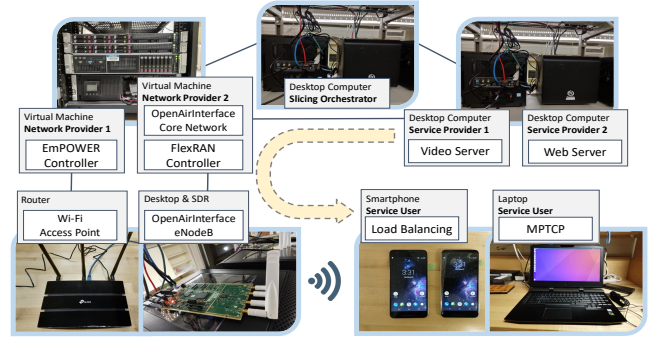 Virtual Machine
Network Provider 1
EmPOWER
Controller
Virtual Machine
Network Provider 2
OpenAirInterface
Core Network
FlexRAN
Controller
Desktop Computer
Slicing Orchestrator
Desktop Computer
Service Provider 1
Video Server
Desktop Computer
Service Provider 2
Web Server
Router
Wi-Fi
Access Point
Desktop & SDR
OpenAirInterface
eNodeB
Smartphone
Service User
Load Balancing
Laptop
Service User
MPTCP
3:31